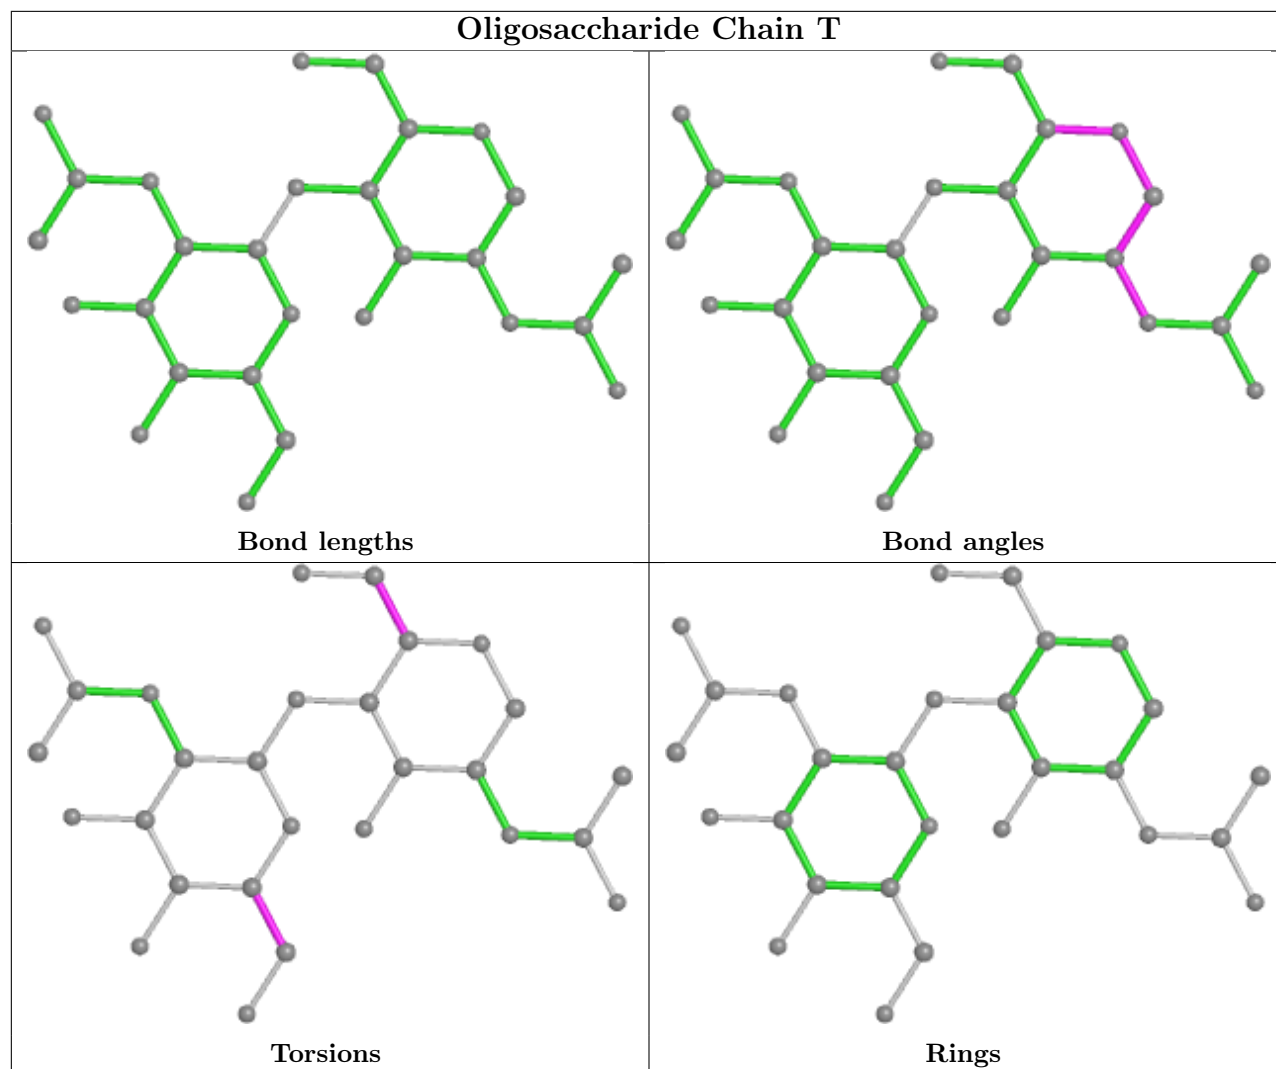 Oligosaccharide Chain T
Bond lengths
Bond angles
Torsions
Rings